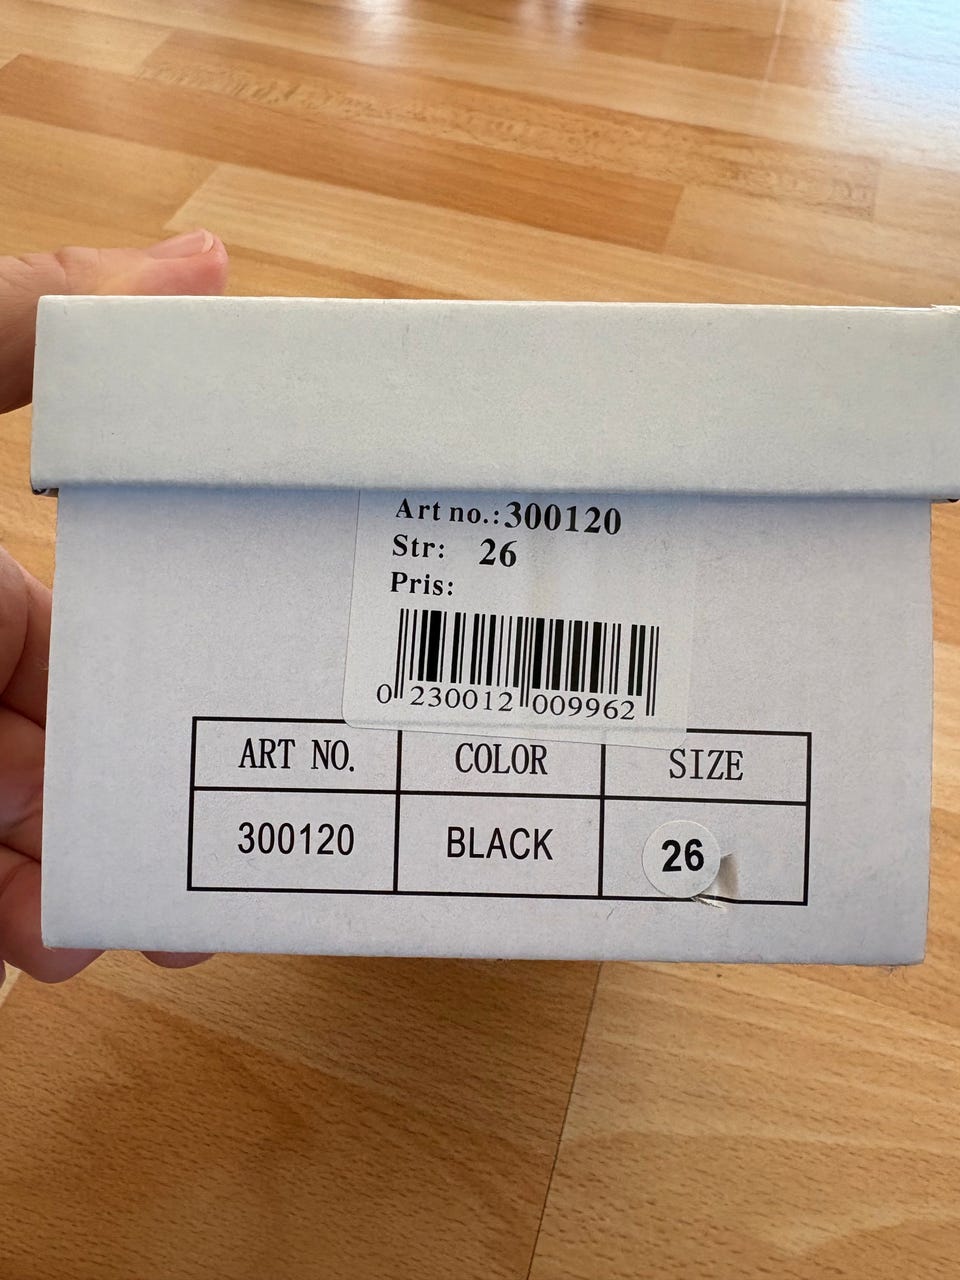 Art no.:300120
Str: 26
Pris:
0 230012 009962
ART NO. COLOR SIZE
300120 BLACK 26